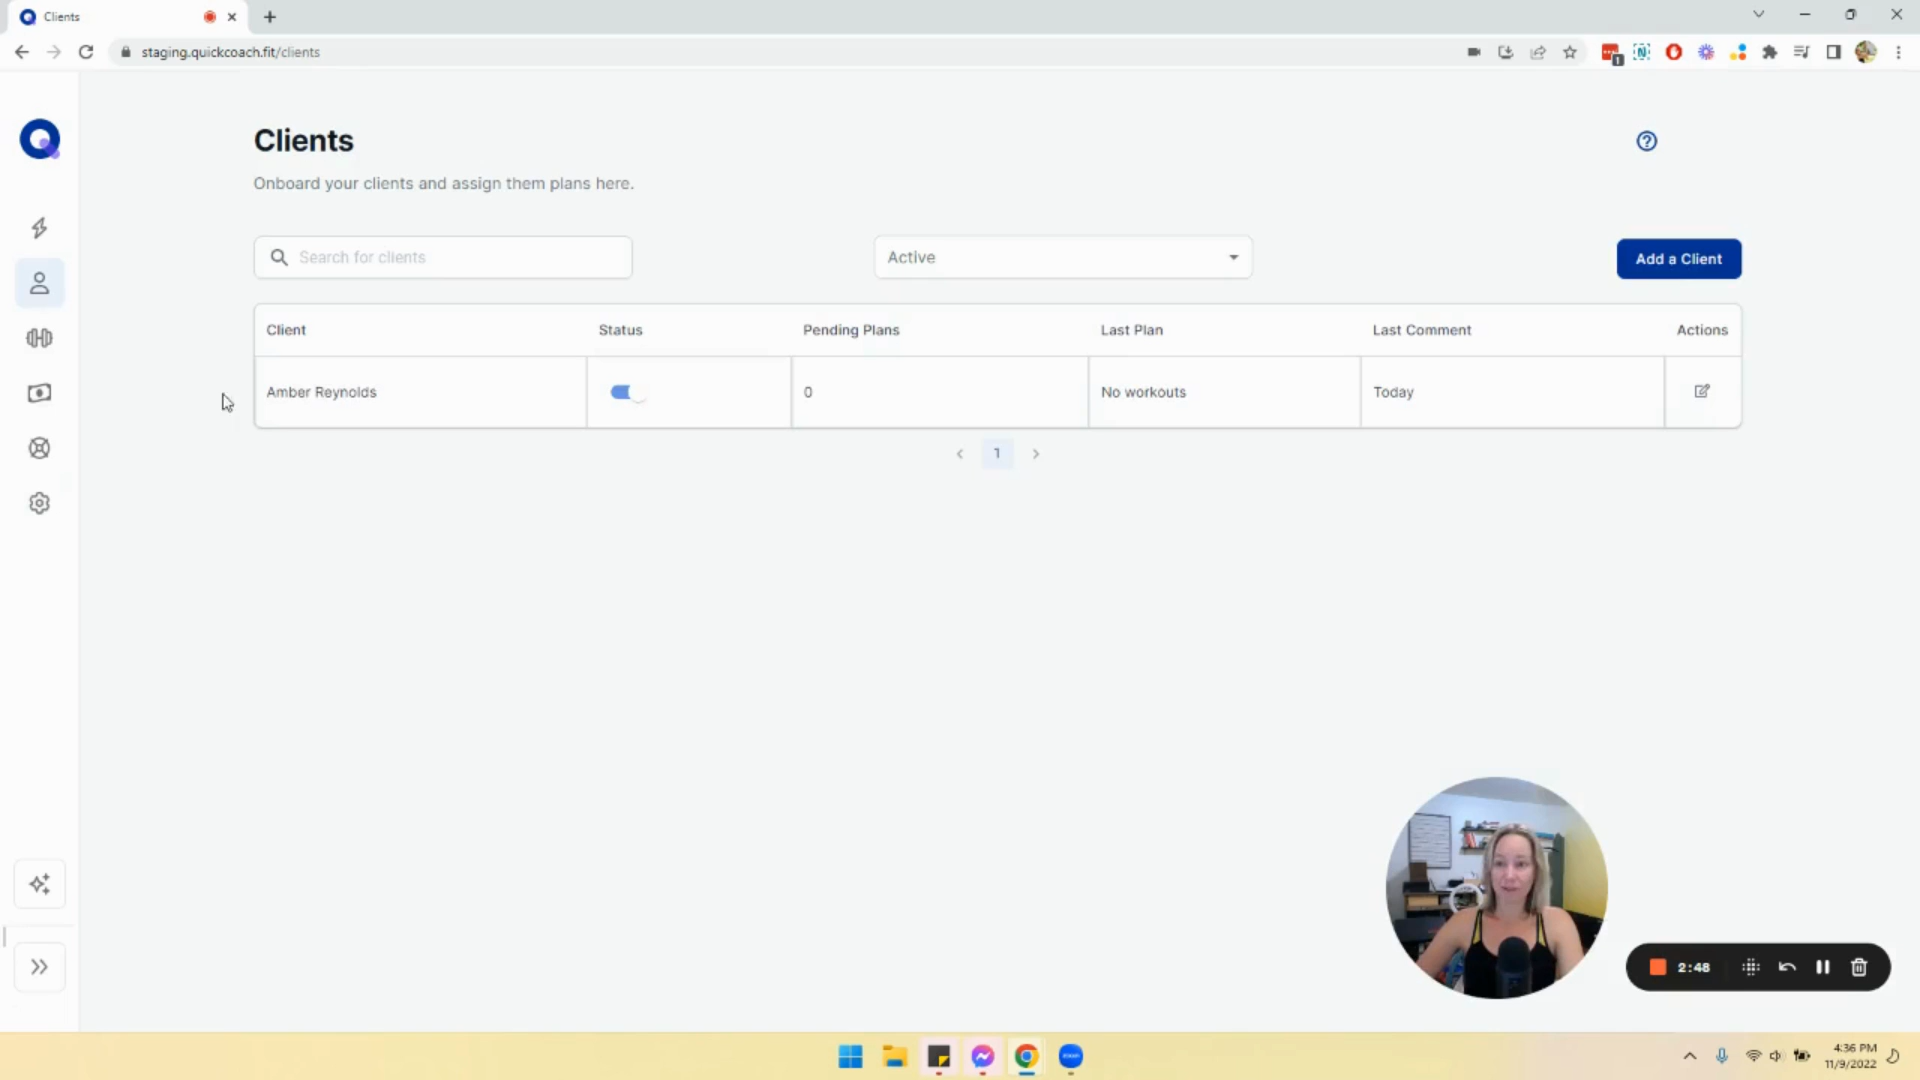 Clients
staging.quickcoach.fit/clients
1
Clients
Onboard your clients and assign them plans here.
Search for clients
Active
Add a Client
Client Status Pending Plans Last Plan Last Comment Actions
Amber Reynolds 0 No workouts Today
1
2:48
4:36 PM
11/9/2022